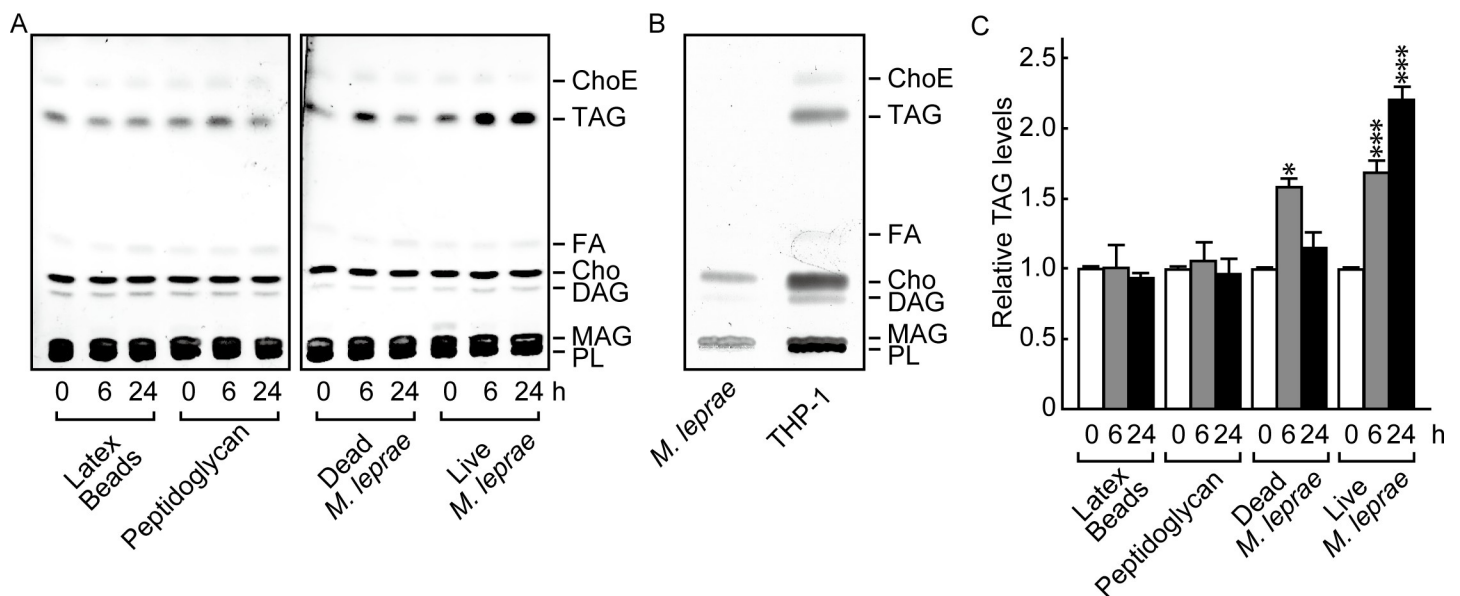 A
ChoE
TAG
FA
Cho
DAG
MAG
PL
0 6 24 0 6 24 0 6 24 0 6 24 h
Latex
Beads
Peptidoglycan
Dead
M. leprae
Live
M. leprae
B
ChoE
TAG
FA
Cho
DAG
MAG
PL
M. leprae
THP-1
C
Relative TAG levels
2.5
2.0
1.5
1.0
0.5
0
*
***
***
0 6 24 0 6 24 0 6 24 0 6 24 h
Latex
Beads
Peptidoglycan
Dead
M. leprae
Live
M. leprae